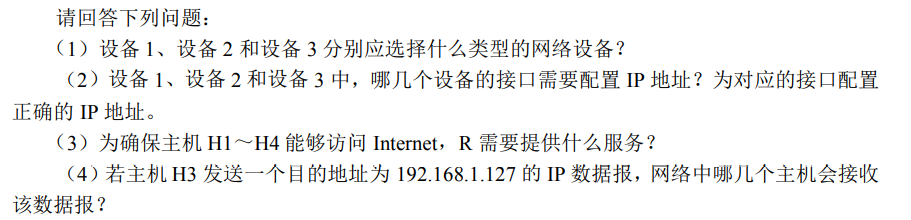 请回答下列问题：
（1）设备 1、设备 2 和设备 3 分别应选择什么类型的网络设备？
（2）设备 1、设备 2 和设备 3 中，哪几个设备的接口需要配置 IP 地址？为对应的接口配置
正确的 IP 地址。
（3）为确保主机 H1～H4 能够访问 Internet，R 需要提供什么服务？
（4）若主机 H3 发送一个目的地址为 192.168.1.127 的 IP 数据报，网络中哪几个主机会接收
该数据报？